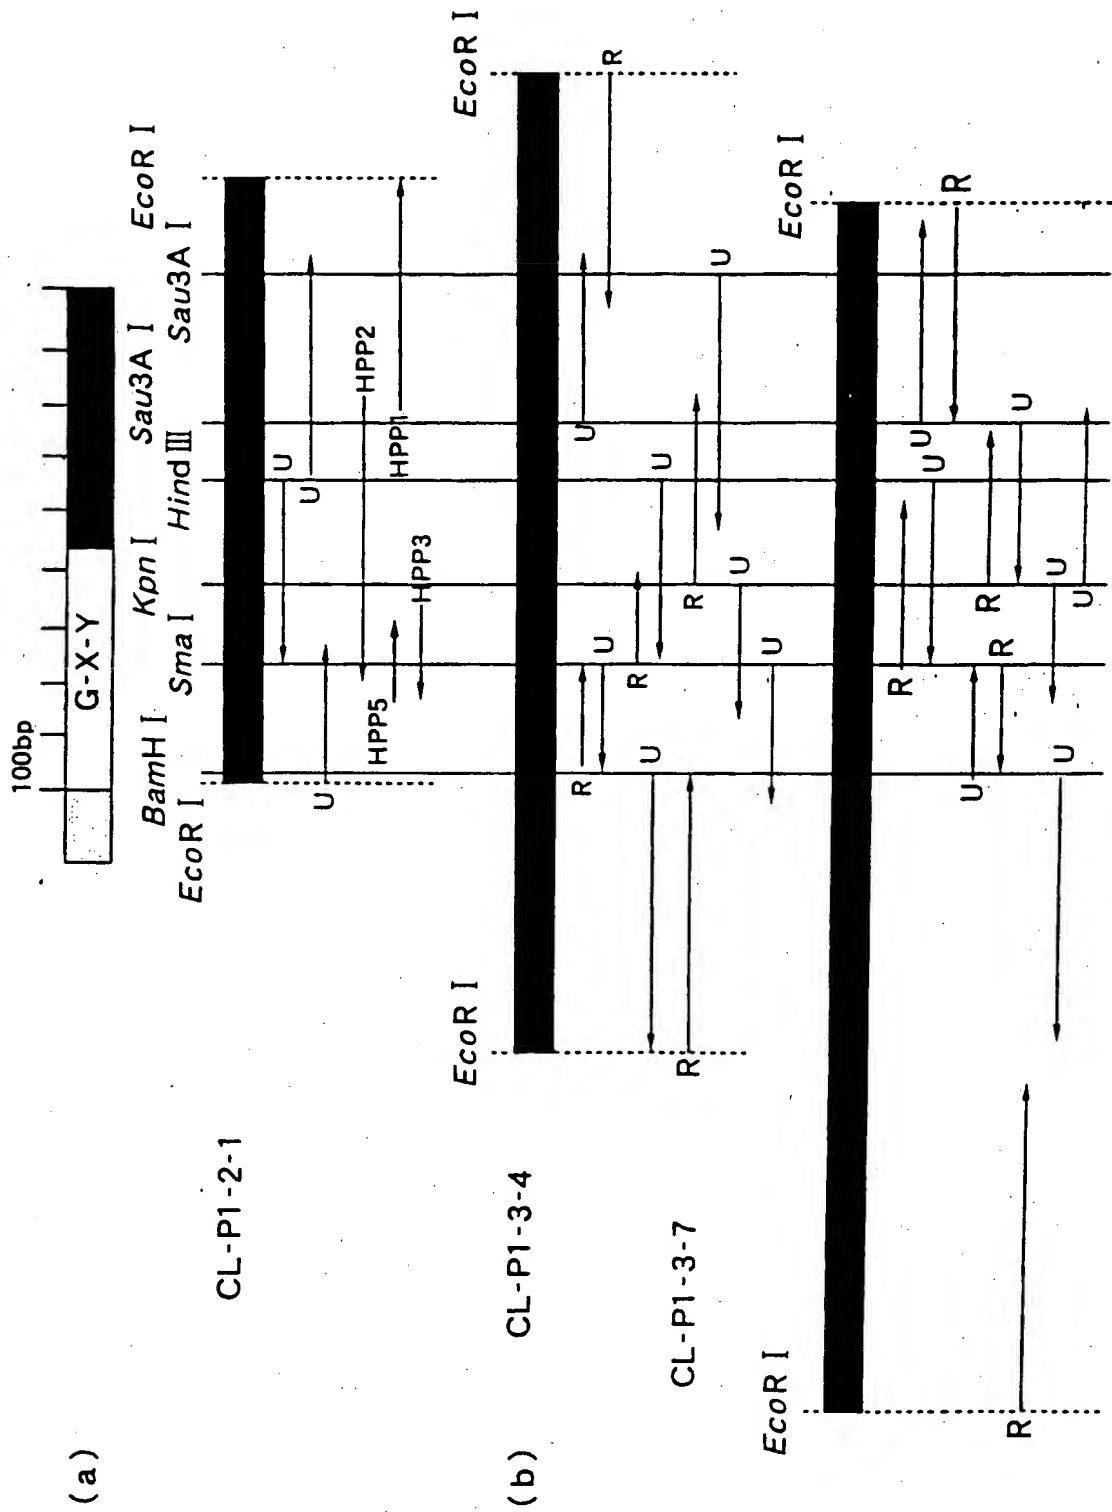 (a)
100bp
G-X-Y
EcoR I BamH I Sma I Kpn I Hind III Sau3A I Sau3A I EcoR I
CL-P1-2-1
U
U
U
HPP2
HPP5
HPP1
HPP3
(b)
EcoR I EcoR I
CL-P1-3-4
R U
U R
R
U U
R R
U
U
U
CL-P1-3-7
EcoR I EcoR I
R
U
U
R
U
R
R
U
R
U U
U